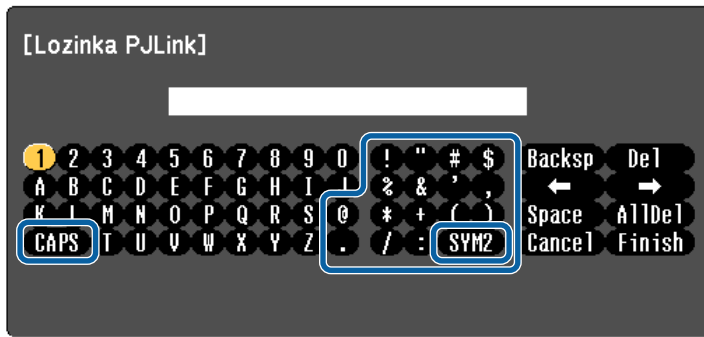 [Lozinka PJLink]
1 2 3 4 5 6 7 8 9 0 ! " # $ Backsp Del
A B C D E F G H I J % & ' , ← →
K L M N O P Q R S @ * + ( ) Space AllDel
CAPS T U V W X Y Z . / : SYM2 Cancel Finish